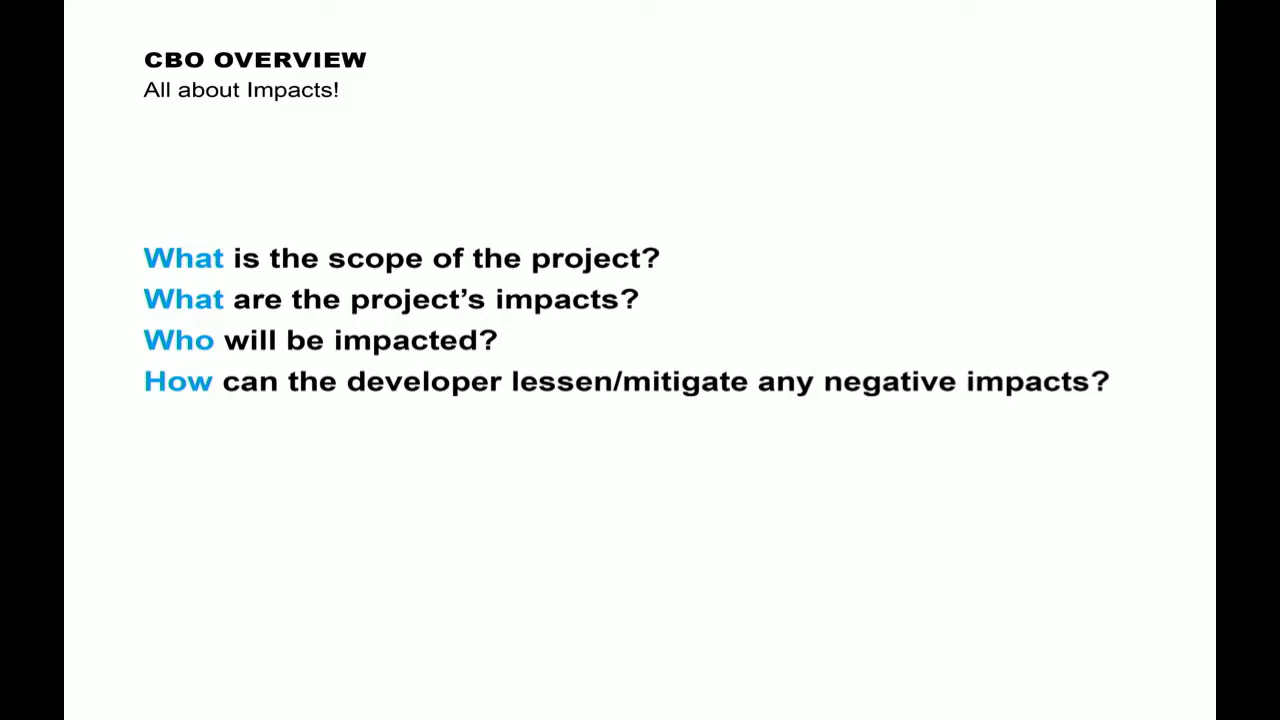 CBO OVERVIEW
All about Impacts!
What is the scope of the project?
What are the project’s impacts?
Who will be impacted?
How can the developer lessen/mitigate any negative impacts?